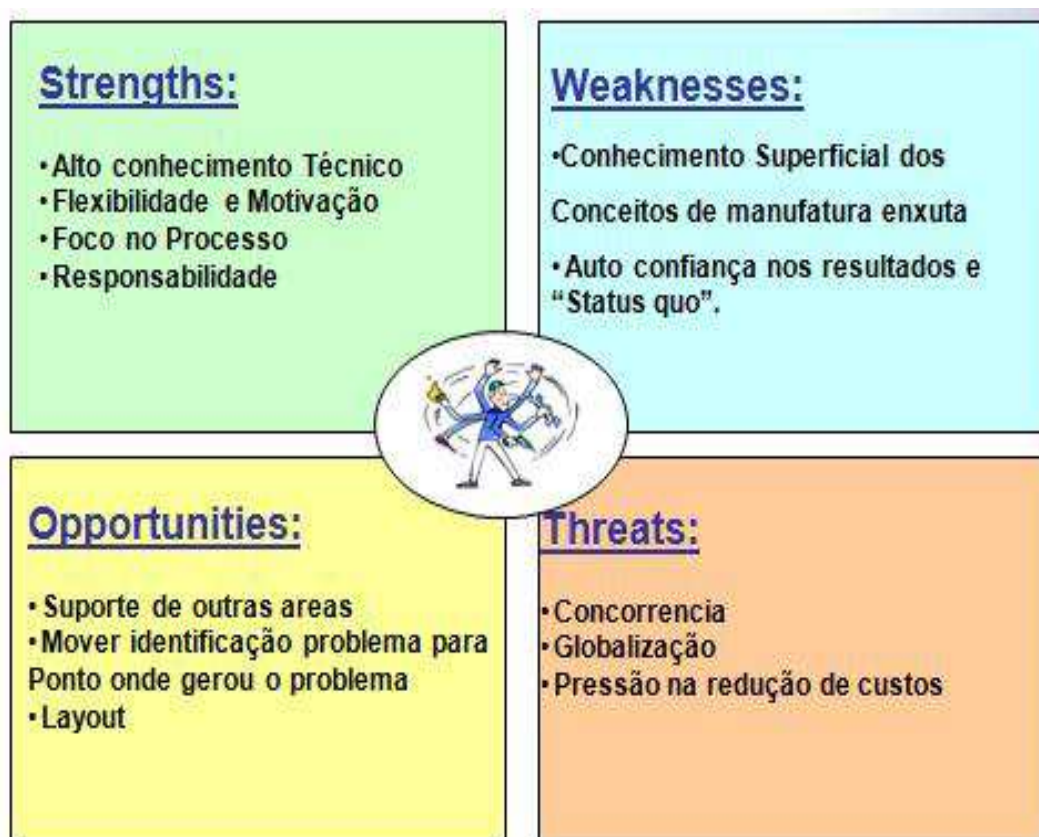 Strengths:
•Alto conhecimento Técnico
•Flexibilidade e Motivação
•Foco no Processo
•Responsabilidade
Weaknesses:
•Conhecimento Superficial dos
Conceitos de manufatura enxuta
•Auto confiança nos resultados e
“Status quo”.
Opportunities:
•Suporte de outras areas
•Mover identificação problema para
Ponto onde gerou o problema
•Layout
Threats:
•Concorrencia
•Globalização
•Pressão na redução de custos